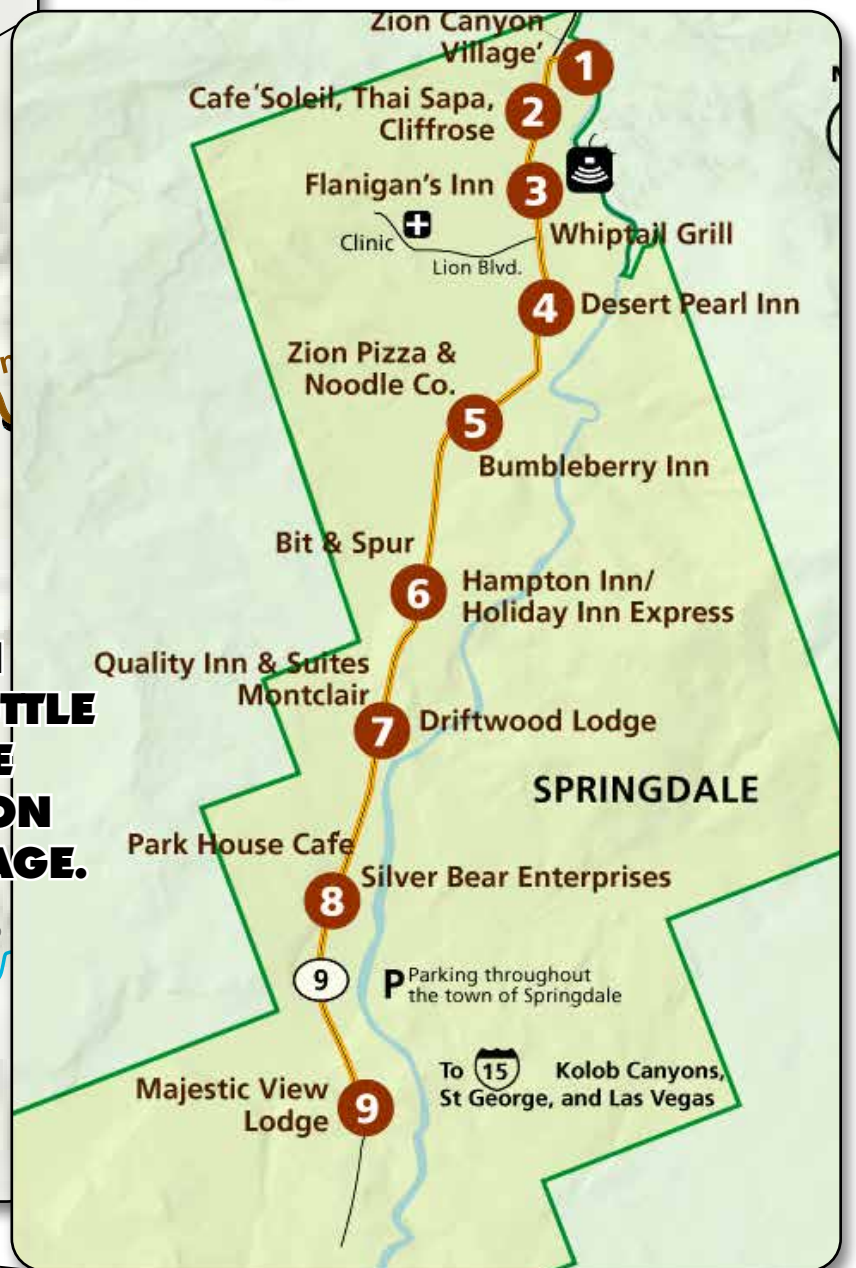 Zion Canyon
Village'
1
Cafe´Soleil, Thai Sapa,
Cliffrose
2
Flanigan's Inn
3
Whiptail Grill
Clinic
Lion Blvd.
4
Desert Pearl Inn
Zion Pizza &
Noodle Co.
5
Bumbleberry Inn
Bit & Spur
6
Hampton Inn/
Holiday Inn Express
Quality Inn & Suites
Montclair
7
Driftwood Lodge
TTLE
E
ON
AGE.
SPRINGDALE
Park House Cafe
8
Silver Bear Enterprises
9
P Parking throughout
the town of Springdale
To 15 Kolob Canyons,
St George, and Las Vegas
Majestic View
Lodge
9